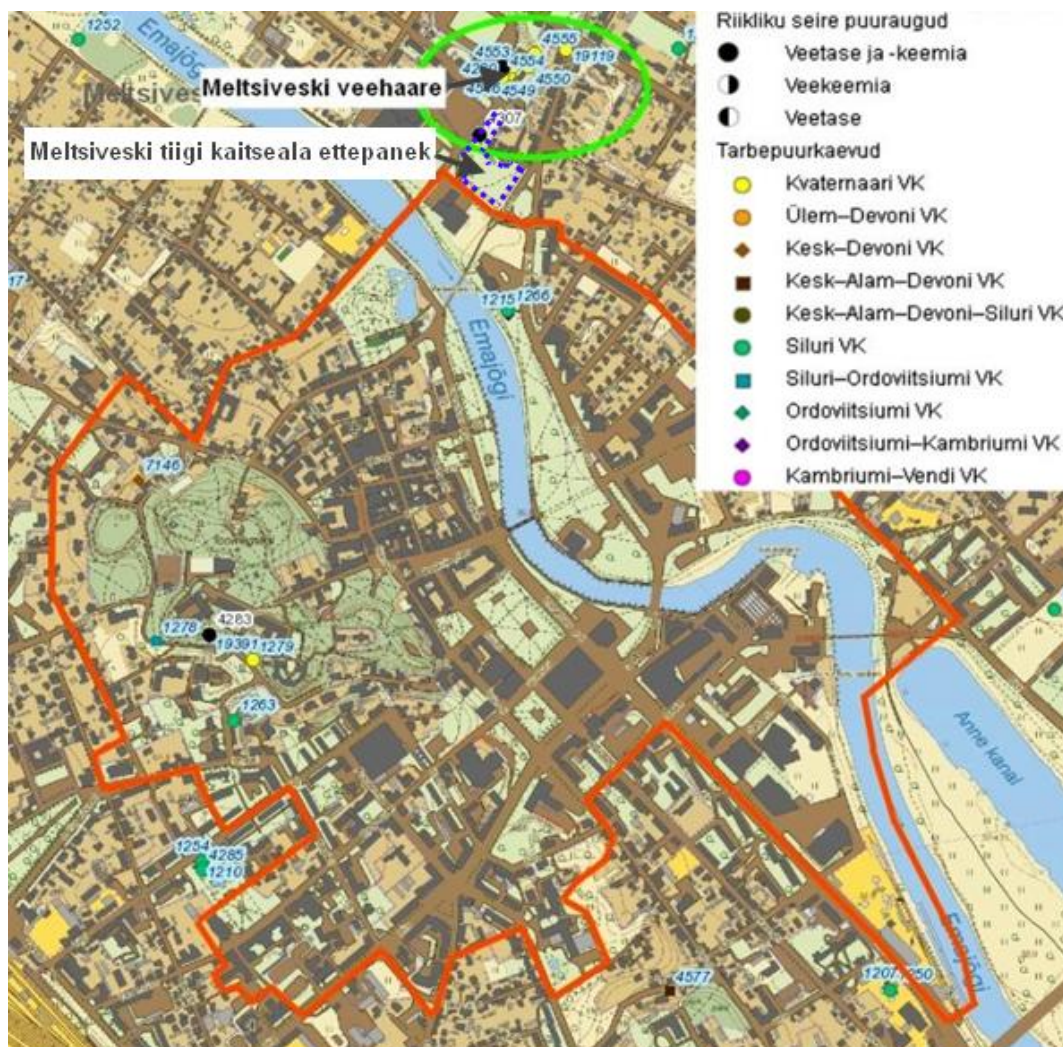 1252
Emajõgi
4553
4555
4554
19119
4550
4549
Meltsiveski veehaare
307
Meltsiveski tiigi kaitseala ettepanek
17
1215
1266
Emajõgi
7146
4283
1278
19391
1279
1263
Anne kanal
1254
4285
1210
4577
1207
1250
Emajõgi
Riikliku seire puuraugud
Veetase ja -keemia
Veekeemia
Veetase
Tarbepuurkaevud
Kvaternaari VK
Ülem–Devoni VK
Kesk–Devoni VK
Kesk–Alam–Devoni VK
Kesk–Alam–Devoni–Siluri VK
Siluri VK
Siluri–Ordoviitsiumi VK
Ordoviitsiumi VK
Ordoviitsiumi–Kambriumi VK
Kambriumi–Vendi VK